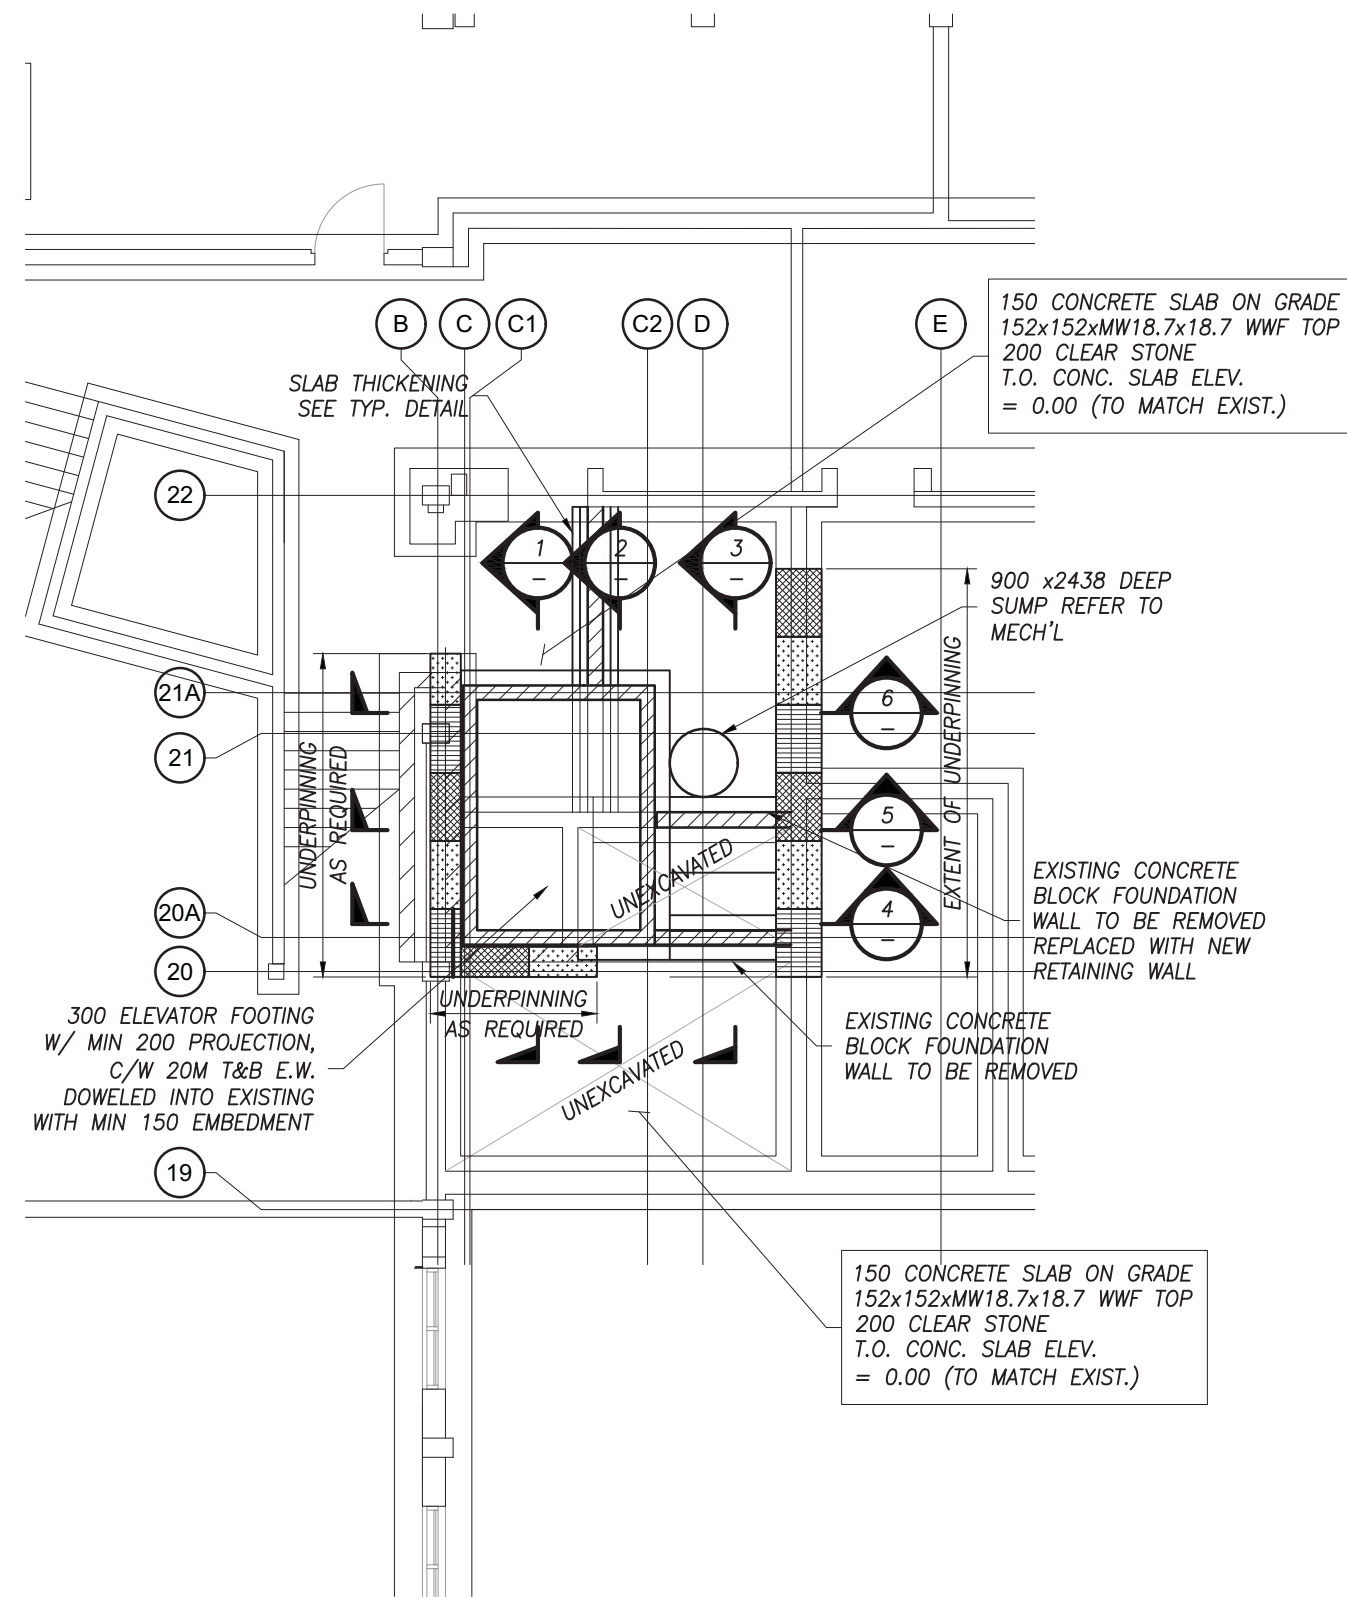 150 CONCRETE SLAB ON GRADE
152x152xMW18.7x18.7 WWF TOP
200 CLEAR STONE
T.O. CONC. SLAB ELEV.
= 0.00 (TO MATCH EXIST.)
B
C
C1
C2
D
E
SLAB THICKENING
SEE TYP. DETAIL
22
1
–
2
–
3
–
900 x2438 DEEP
SUMP REFER TO
MECH'L
21A
21
UNDERPINNING
AS REQUIRED
EXTENT OF UNDERPINNING
6
–
5
–
4
–
UNEXCAVATED
EXISTING CONCRETE
BLOCK FOUNDATION
WALL TO BE REMOVED
REPLACED WITH NEW
RETAINING WALL
20A
20
UNDERPINNING
AS REQUIRED
300 ELEVATOR FOOTING
W/ MIN 200 PROJECTION,
C/W 20M T&B E.W.
DOWELED INTO EXISTING
WITH MIN 150 EMBEDMENT
EXISTING CONCRETE
BLOCK FOUNDATION
WALL TO BE REMOVED
UNEXCAVATED
19
150 CONCRETE SLAB ON GRADE
152x152xMW18.7x18.7 WWF TOP
200 CLEAR STONE
T.O. CONC. SLAB ELEV.
= 0.00 (TO MATCH EXIST.)